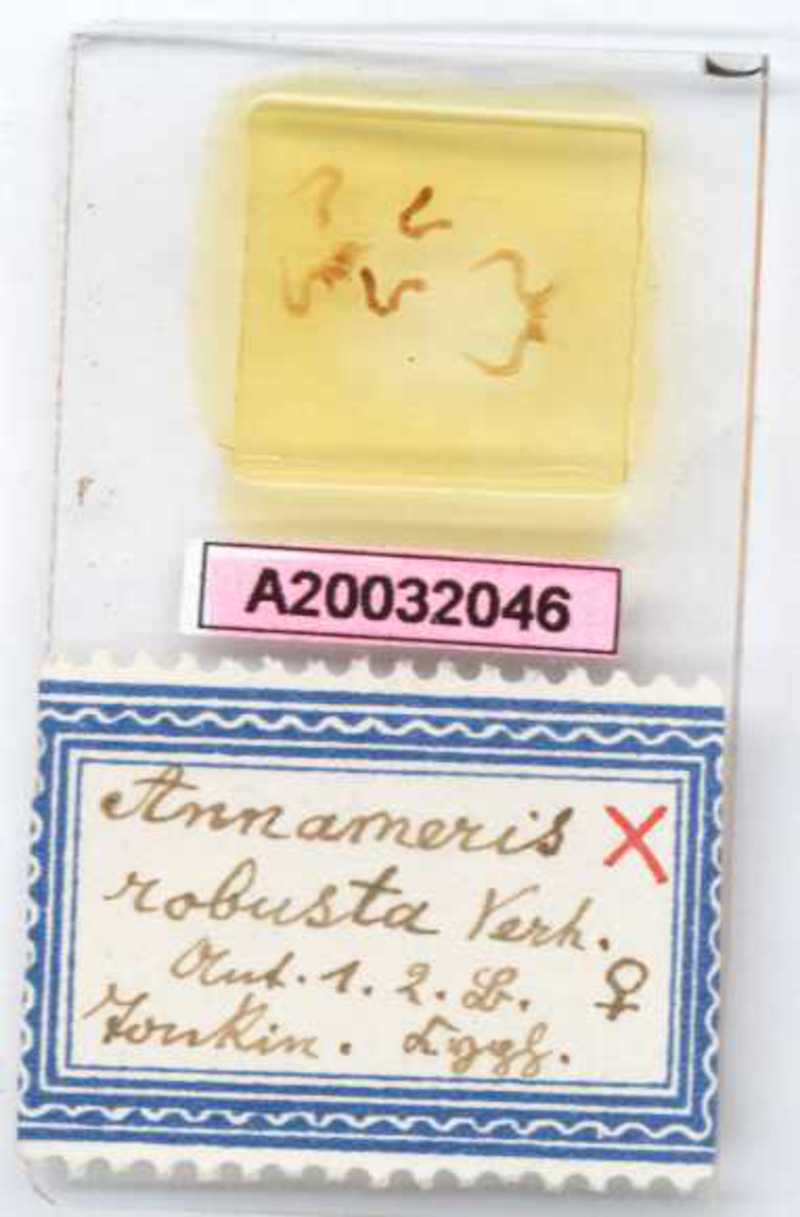 A20032046
Annameris X
robusta Verh.
Ant. 1. 2. B. ♀
Tonkin.